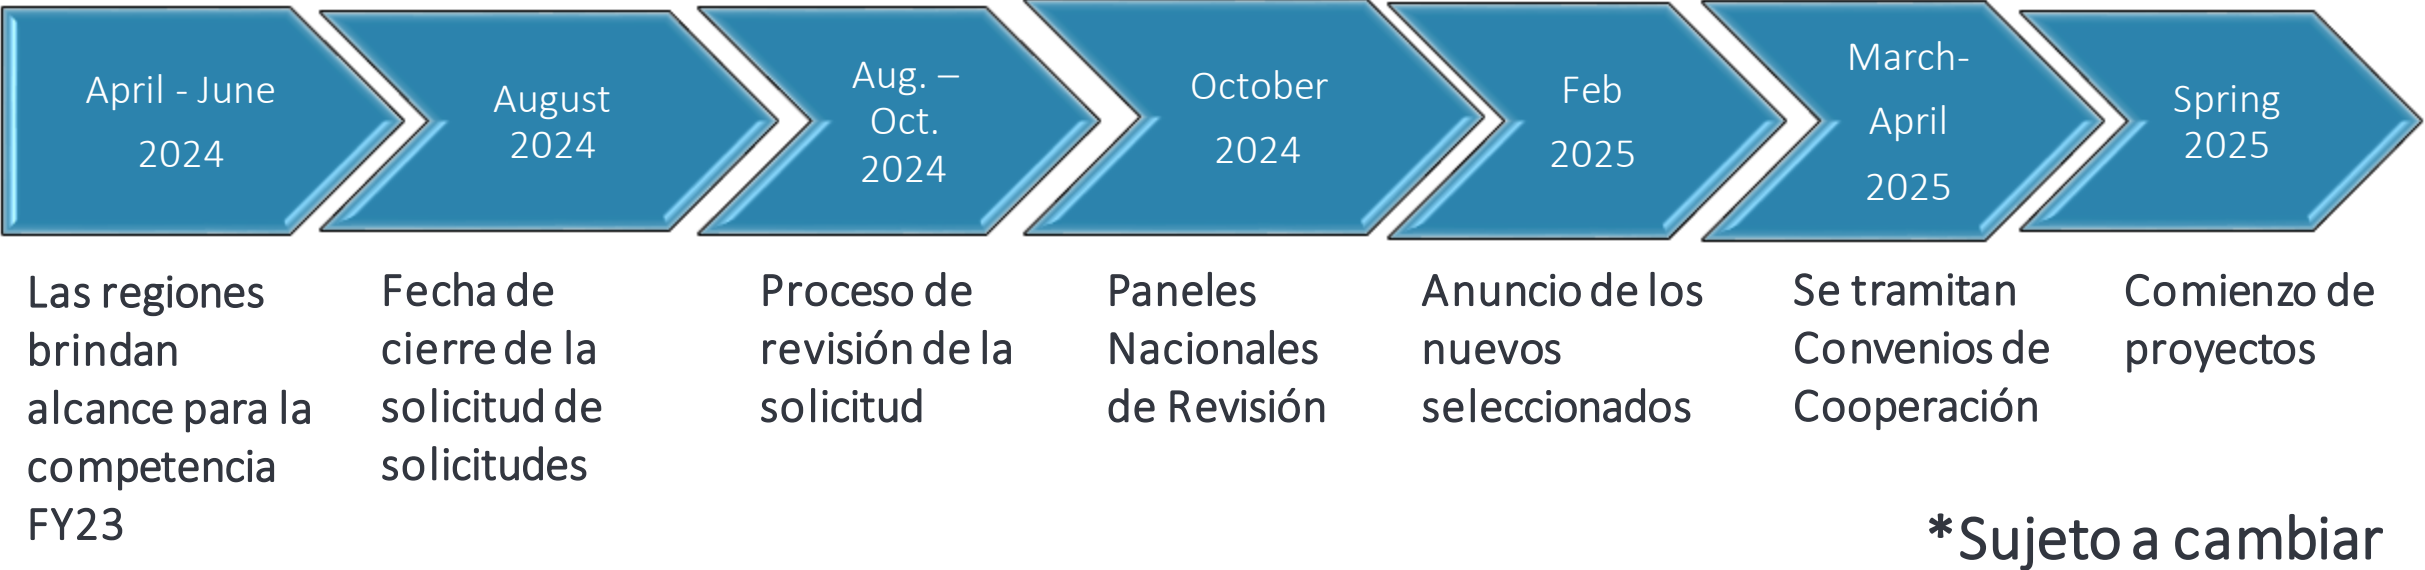 April - June
2024
August
2024
Aug. –
Oct.
2024
October
2024
Feb
2025
March-
April
2025
Spring
2025
Las regiones
brindan
alcance para la
competencia
FY23
Fecha de
cierre de la
solicitud de
solicitudes
Proceso de
revisión de la
solicitud
Paneles
Nacionales
de Revisión
Anuncio de los
nuevos
seleccionados
Se tramitan
Convenios de
Cooperación
Comienzo de
proyectos
*Sujeto a cambiar